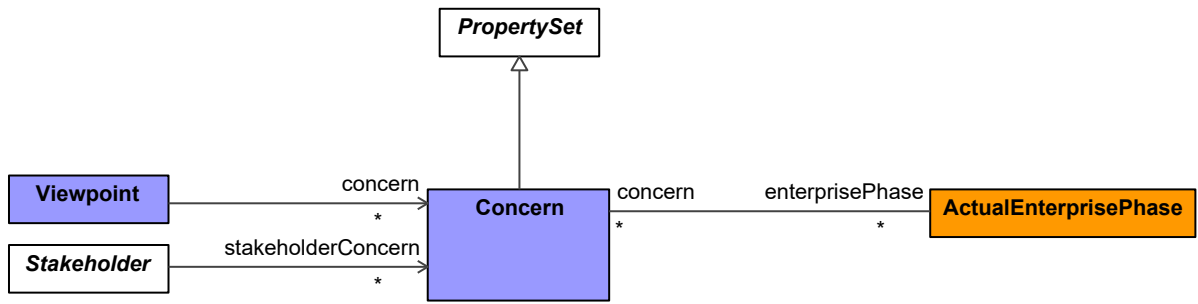 PropertySet
Viewpoint
concern
*
Concern
concern
*
enterprisePhase
*
ActualEnterprisePhase
Stakeholder
stakeholderConcern
*